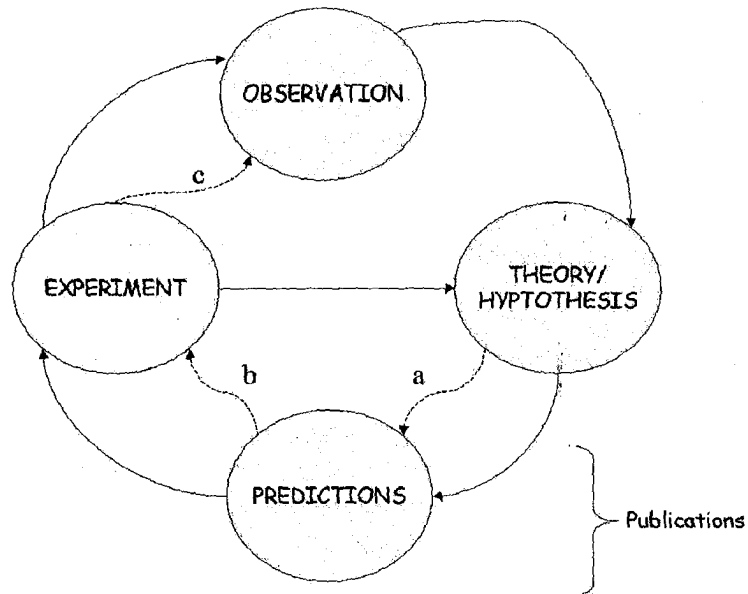 OBSERVATION
c
EXPERIMENT
THEORY/
HYPTOTHESIS
b
a
PREDICTIONS
Publications